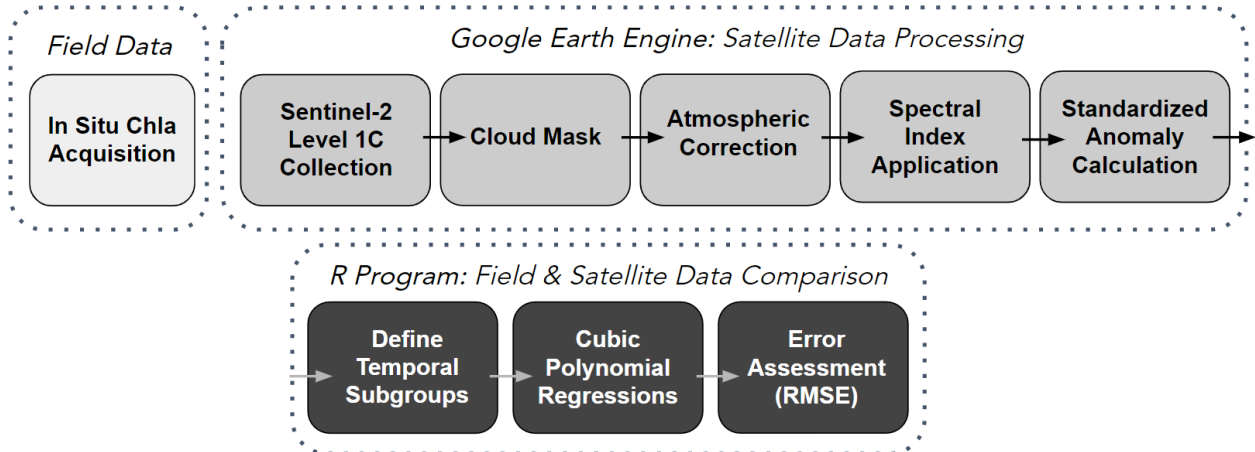 Field Data
In Situ Chla
Acquisition
Google Earth Engine: Satellite Data Processing
Sentinel-2
Level 1C
Collection
Cloud Mask
Atmospheric
Correction
Spectral
Index
Application
Standardized
Anomaly
Calculation
R Program: Field & Satellite Data Comparison
Define
Temporal
Subgroups
Cubic
Polynomial
Regressions
Error
Assessment
(RMSE)